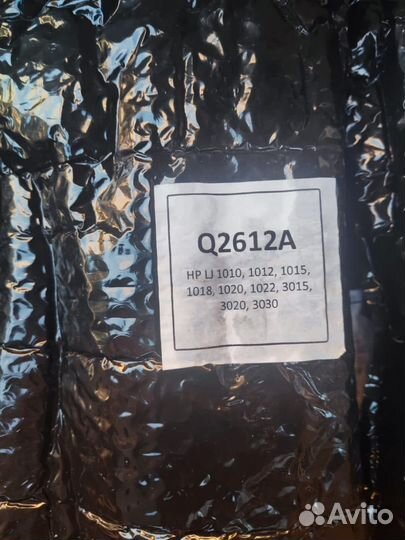 Q2612A
HP LJ 1010, 1012, 1015,
1018, 1020, 1022, 3015,
3020, 3030
Avito